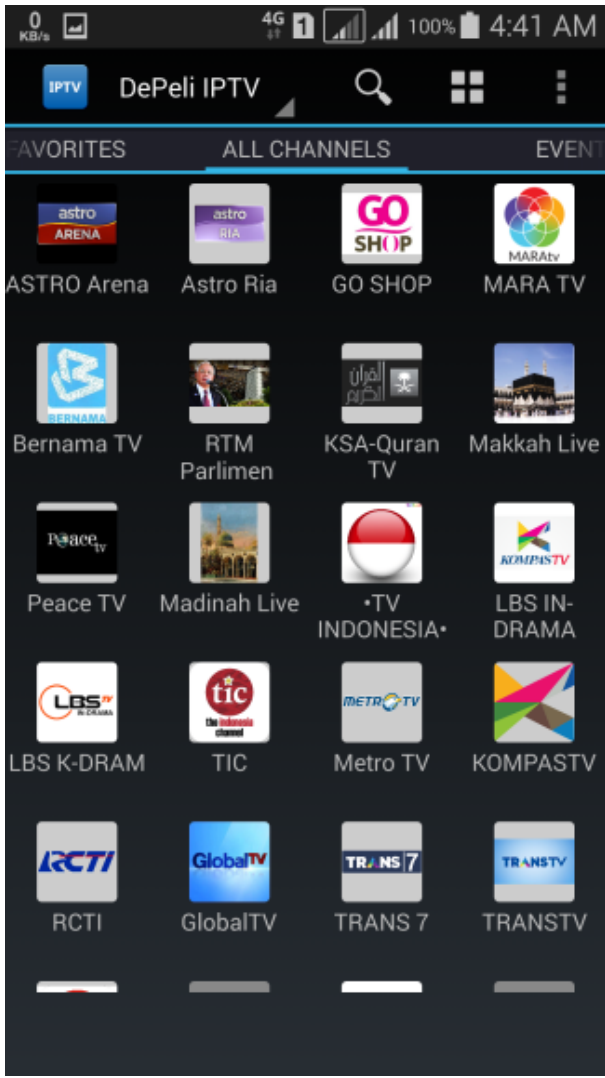 0
KB/s
4G
1
100%
4:41 AM
IPTV
DePeli IPTV
FAVORITES
ALL CHANNELS
EVENT
astro
ARENA
astro
RIA
GO
SHOP
MARAtv
ASTRO Arena
Astro Ria
GO SHOP
MARA TV
BERNAMA
القرآن
الكريم
Bernama TV
RTM
Parlimen
KSA-Quran
TV
Makkah Live
Peace tv
KOMPASTV
Peace TV
Madinah Live
•TV
INDONESIA•
LBS IN-
DRAMA
LBS TV
IN-DRAMA
tic
the indonesia
channel
METRO TV
LBS K-DRAM
TIC
Metro TV
KOMPASTV
RCTI
GlobalTV
TRANS 7
TRANSTV
RCTI
GlobalTV
TRANS 7
TRANSTV